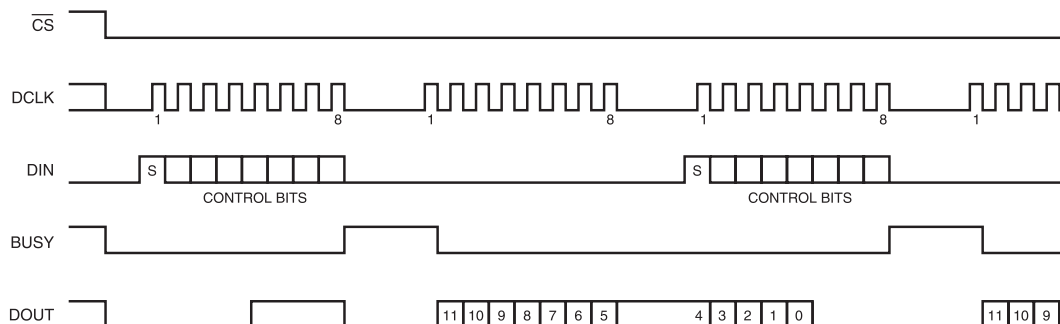 CS
DCLK
1 8 1 8 1 8 1
DIN
S S
CONTROL BITS CONTROL BITS
BUSY
DOUT
11 10 9 8 7 6 5 4 3 2 1 0 11 10 9